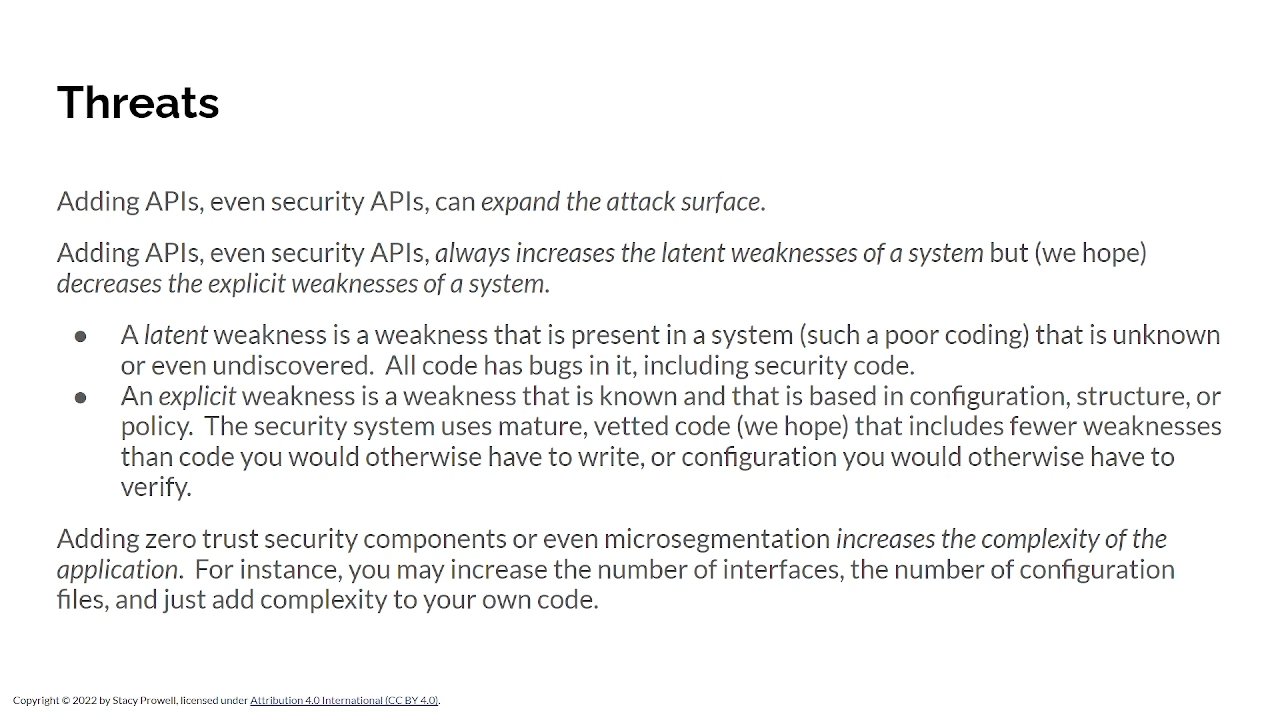 Threats
Adding APIs, even security APIs, can expand the attack surface.
Adding APIs, even security APIs, always increases the latent weaknesses of a system but (we hope)
decreases the explicit weaknesses of a system.
● A latent weakness is a weakness that is present in a system (such a poor coding) that is unknown
or even undiscovered.  All code has bugs in it, including security code.
● An explicit weakness is a weakness that is known and that is based in configuration, structure, or
policy.  The security system uses mature, vetted code (we hope) that includes fewer weaknesses
than code you would otherwise have to write, or configuration you would otherwise have to
verify.
Adding zero trust security components or even microsegmentation increases the complexity of the
application.  For instance, you may increase the number of interfaces, the number of configuration
files, and just add complexity to your own code.
Copyright © 2022 by Stacy Prowell, licensed under Attribution 4.0 International (CC BY 4.0).